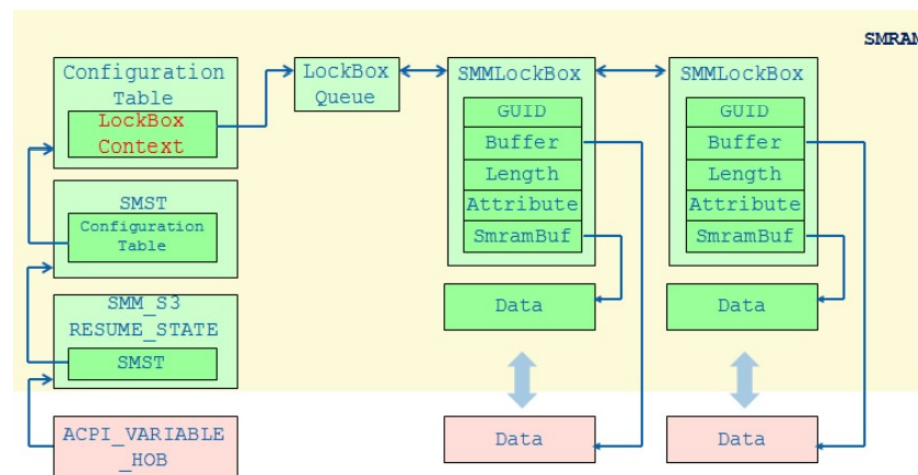 SMRAM
Configuration
Table
LockBox
Context
SMST
Configuration
Table
SMM_S3
RESUME_STATE
SMST
ACPI_VARIABLE
_HOB
LockBox
Queue
SMMLockBox
GUID
Buffer
Length
Attribute
SmramBuf
Data
Data
SMMLockBox
GUID
Buffer
Length
Attribute
SmramBuf
Data
Data